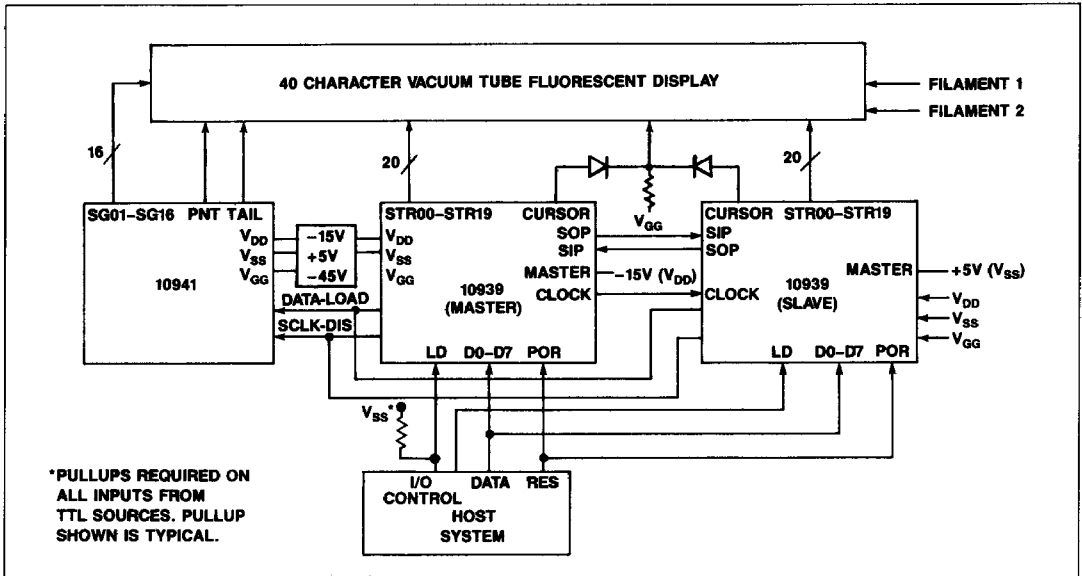 40 CHARACTER VACUUM TUBE FLUORESCENT DISPLAY
FILAMENT 1
FILAMENT 2
16
20
20
SG01–SG16 PNT TAIL
VDD
VSS
VGG
10941
–15V
+5V
–45V
DATA-LOAD
SCLK-DIS
STR00–STR19 CURSOR
VDD
VSS
VGG
SOP
SIP
MASTER
CLOCK
10939
(MASTER)
LD D0–D7 POR
VGG
–15V (VDD)
CURSOR STR00–STR19
SIP
SOP
MASTER
CLOCK
10939
(SLAVE)
LD D0–D7 POR
+5V (VSS)
VDD
VSS
VGG
VSS*
I/O DATA RES
CONTROL
HOST
SYSTEM
*PULLUPS REQUIRED ON
ALL INPUTS FROM
TTL SOURCES. PULLUP
SHOWN IS TYPICAL.